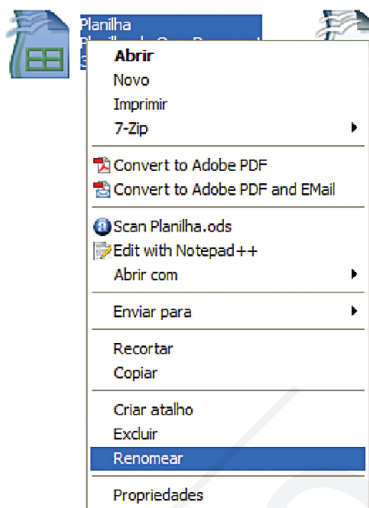 Planilha
Abrir
Novo
Imprimir
7-Zip
Convert to Adobe PDF
Convert to Adobe PDF and EMail
Scan Planilha.ods
Edit with Notepad++
Abrir com
Enviar para
Recortar
Copiar
Criar atalho
Excluir
Renomear
Propriedades